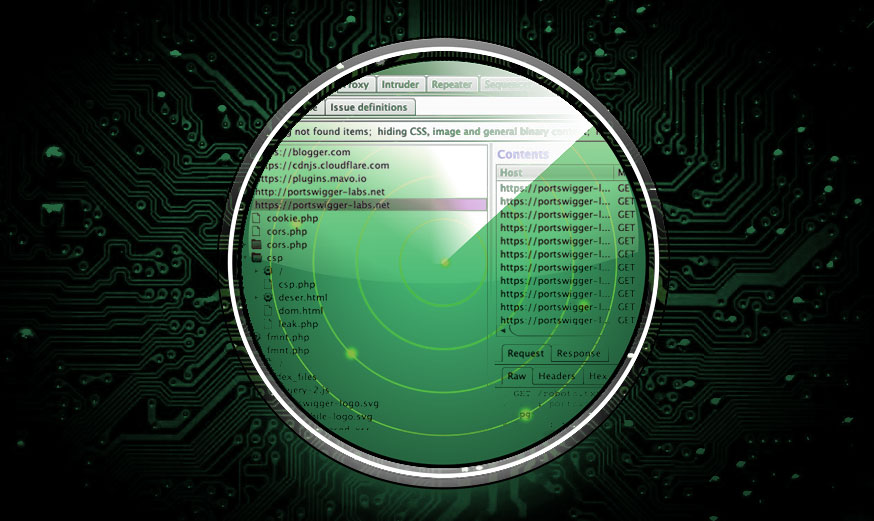 Intruder Repeater
Issue definitions
not found items; hiding CSS, image and general binary
s://blogger.com
s://cdnjs.cloudflare.com
s://plugins.mavo.io
http://portswigger-labs.net
https://portswigger-labs.net
cookie.php
cors.php
cors.php
csp
/
csp.php
deser.html
dom.html
leak.php
fmnt.php
fmnt.php
Contents
Host
https://portswigger-l... GE
https://portswigger-l... GET
https://portswigger-l... GET
https://portswigger-l... GET
https://portswigger-l... GET
https://portswigger-l... GET
https://portswigger-l... GET
https://portswigger-l... GET
https://portswigger-l... GET
https://portswigger-l... GET
https://portswigger-l... GET
Request Response
Raw Headers Hex